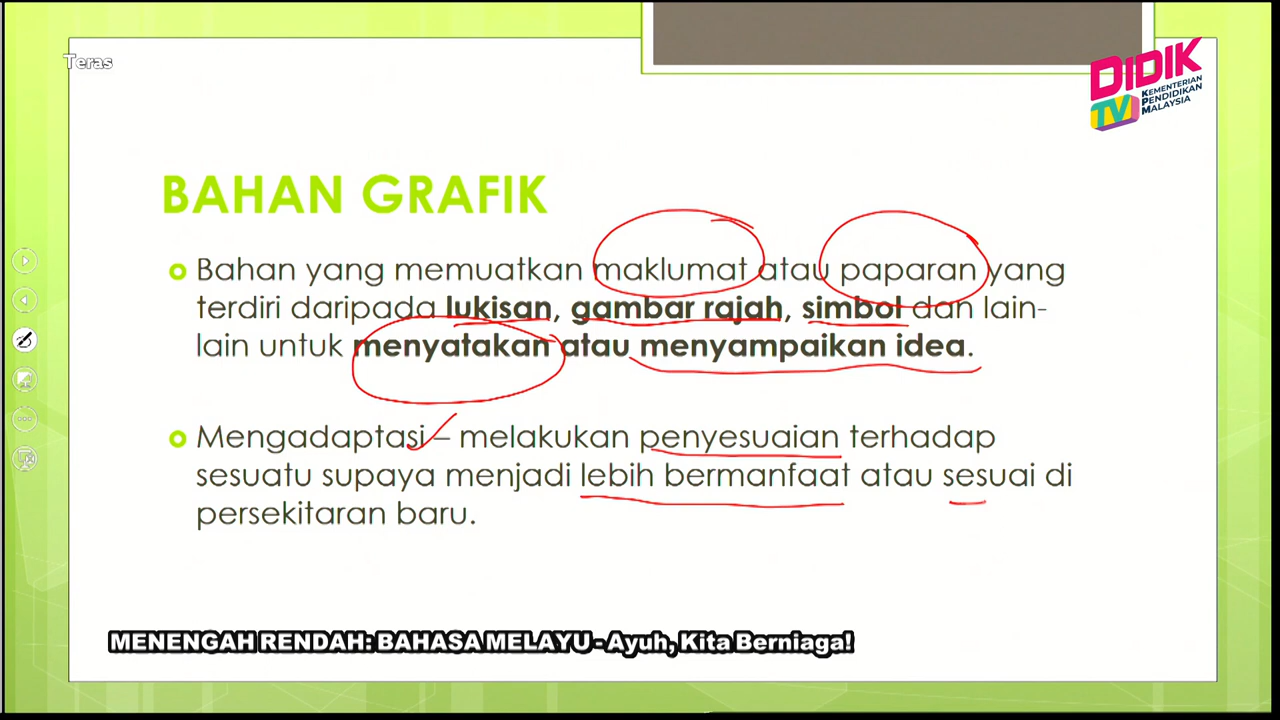 Teras
DIDIK
TV
KEMENTERIAN
PENDIDIKAN
MALAYSIA
BAHAN GRAFIK
Bahan yang memuatkan maklumat atau paparan yang
terdiri daripada lukisan, gambar rajah, simbol dan lain-
lain untuk menyatakan atau menyampaikan idea.
Mengadaptasi – melakukan penyesuaian terhadap
sesuatu supaya menjadi lebih bermanfaat atau sesuai di
persekitaran baru.
MENENGAH RENDAH: BAHASA MELAYU - Ayuh, Kita Berniaga!